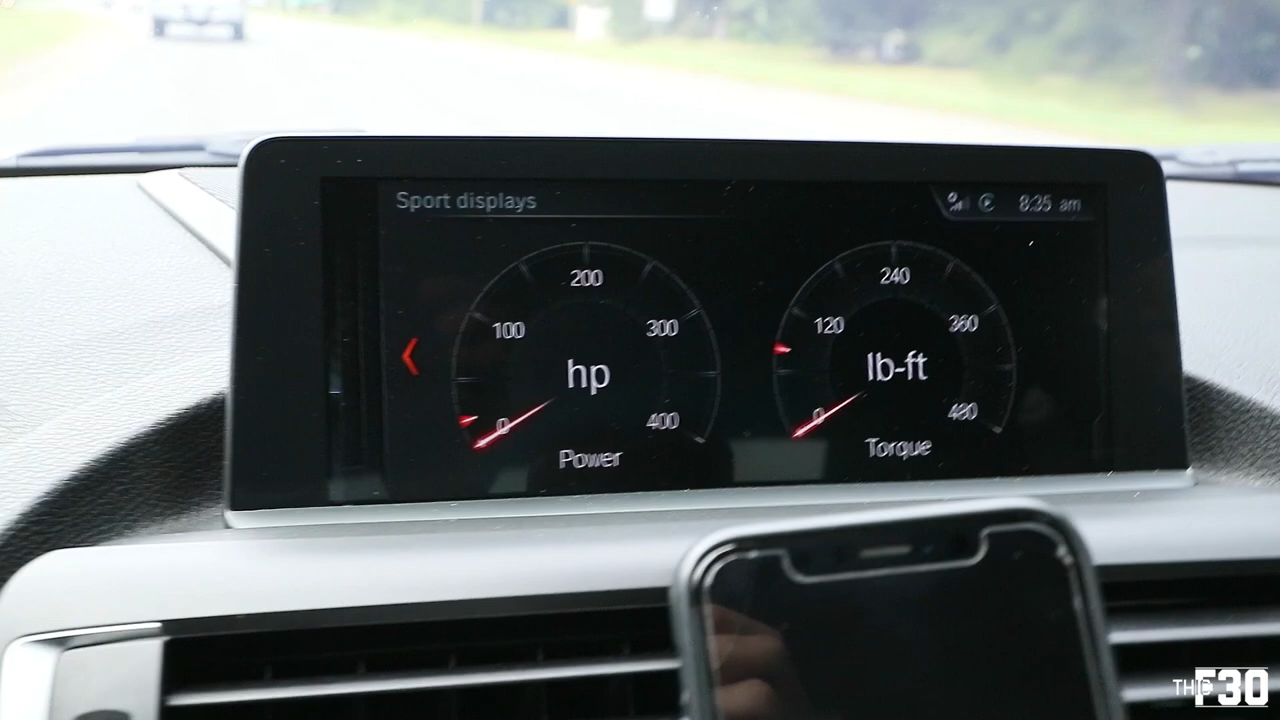 Sport displays
8:35 am
200
100
300
hp
0
400
Power
240
120
360
lb-ft
0
480
Torque
THIS F30